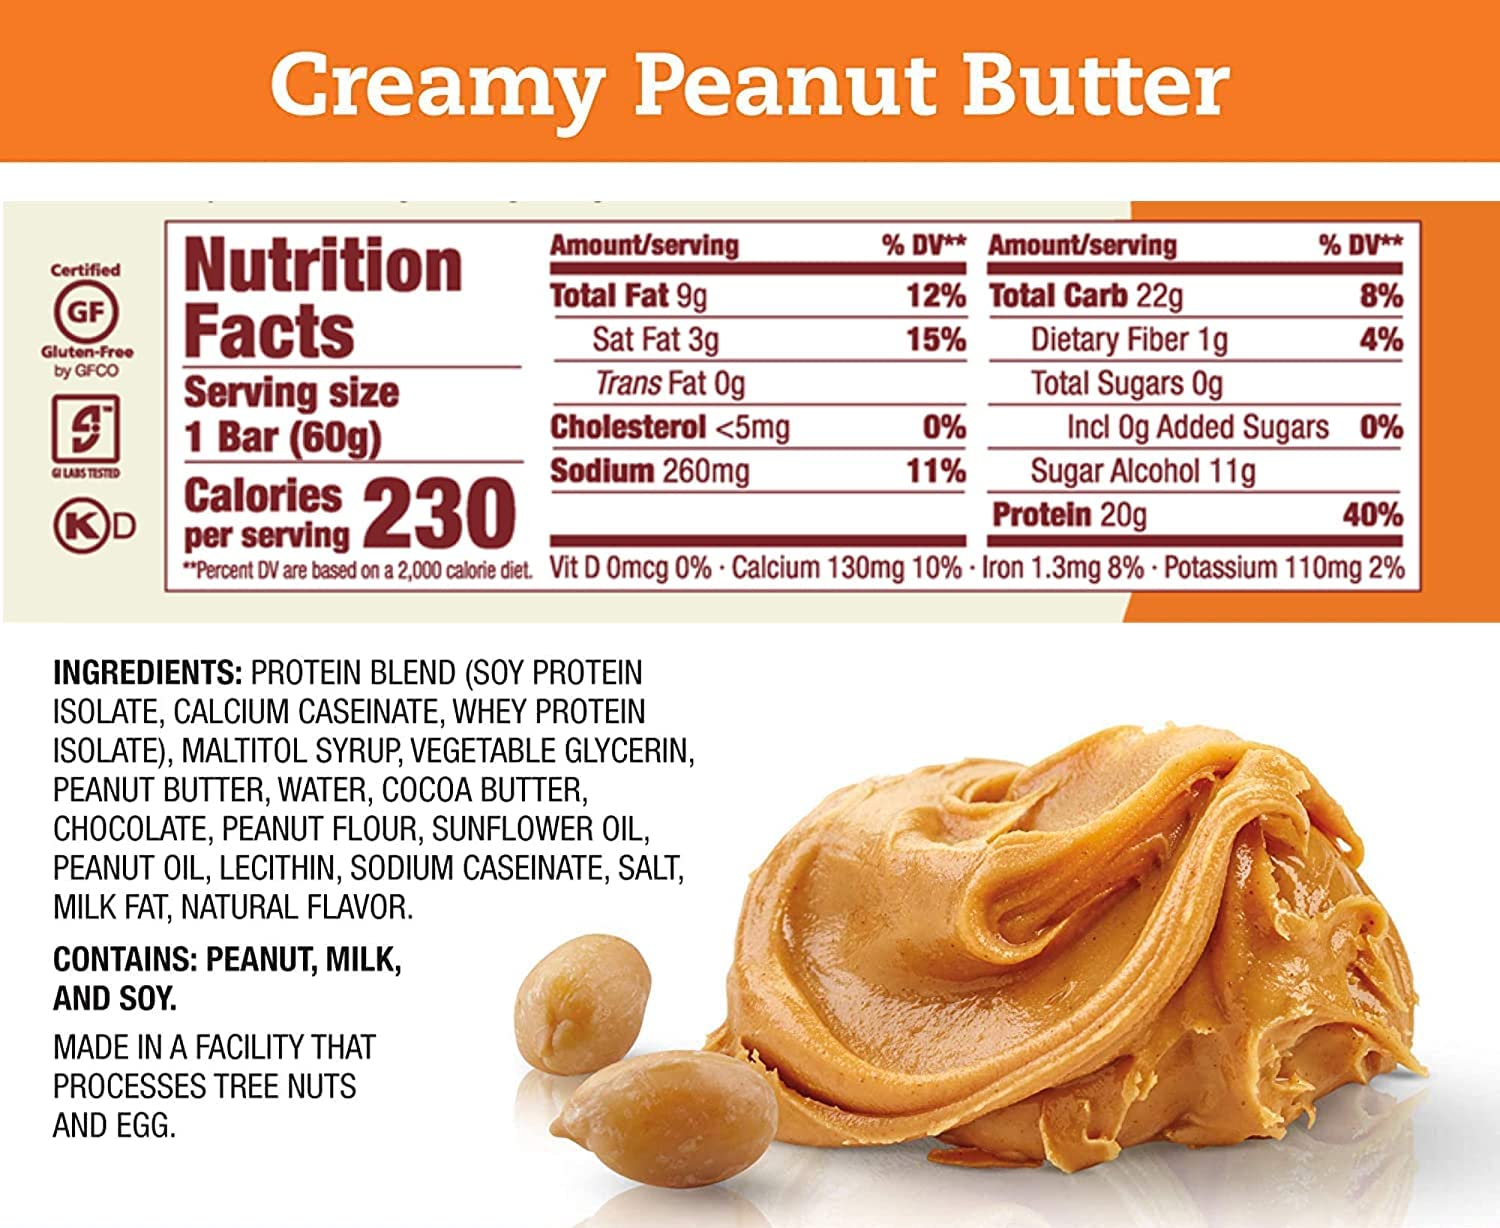 Creamy Peanut Butter
Certified
GF
Gluten-Free
by GFCO
GI LABS TESTED
K D
Nutrition
Facts
Serving size
1 Bar (60g)
Calories
per serving 230
**Percent DV are based on a 2,000 calorie diet.
Amount/serving % DV**
Total Fat 9g 12%
Sat Fat 3g 15%
Trans Fat 0g
Cholesterol <5mg 0%
Sodium 260mg 11%
Amount/serving % DV**
Total Carb 22g 8%
Dietary Fiber 1g 4%
Total Sugars 0g
Incl 0g Added Sugars 0%
Sugar Alcohol 11g
Protein 20g 40%
Vit D 0mcg 0% · Calcium 130mg 10% · Iron 1.3mg 8% · Potassium 110mg 2%
INGREDIENTS: PROTEIN BLEND (SOY PROTEIN
ISOLATE, CALCIUM CASEINATE, WHEY PROTEIN
ISOLATE), MALTITOL SYRUP, VEGETABLE GLYCERIN,
PEANUT BUTTER, WATER, COCOA BUTTER,
CHOCOLATE, PEANUT FLOUR, SUNFLOWER OIL,
PEANUT OIL, LECITHIN, SODIUM CASEINATE, SALT,
MILK FAT, NATURAL FLAVOR.
CONTAINS: PEANUT, MILK,
AND SOY.
MADE IN A FACILITY THAT
PROCESSES TREE NUTS
AND EGG.